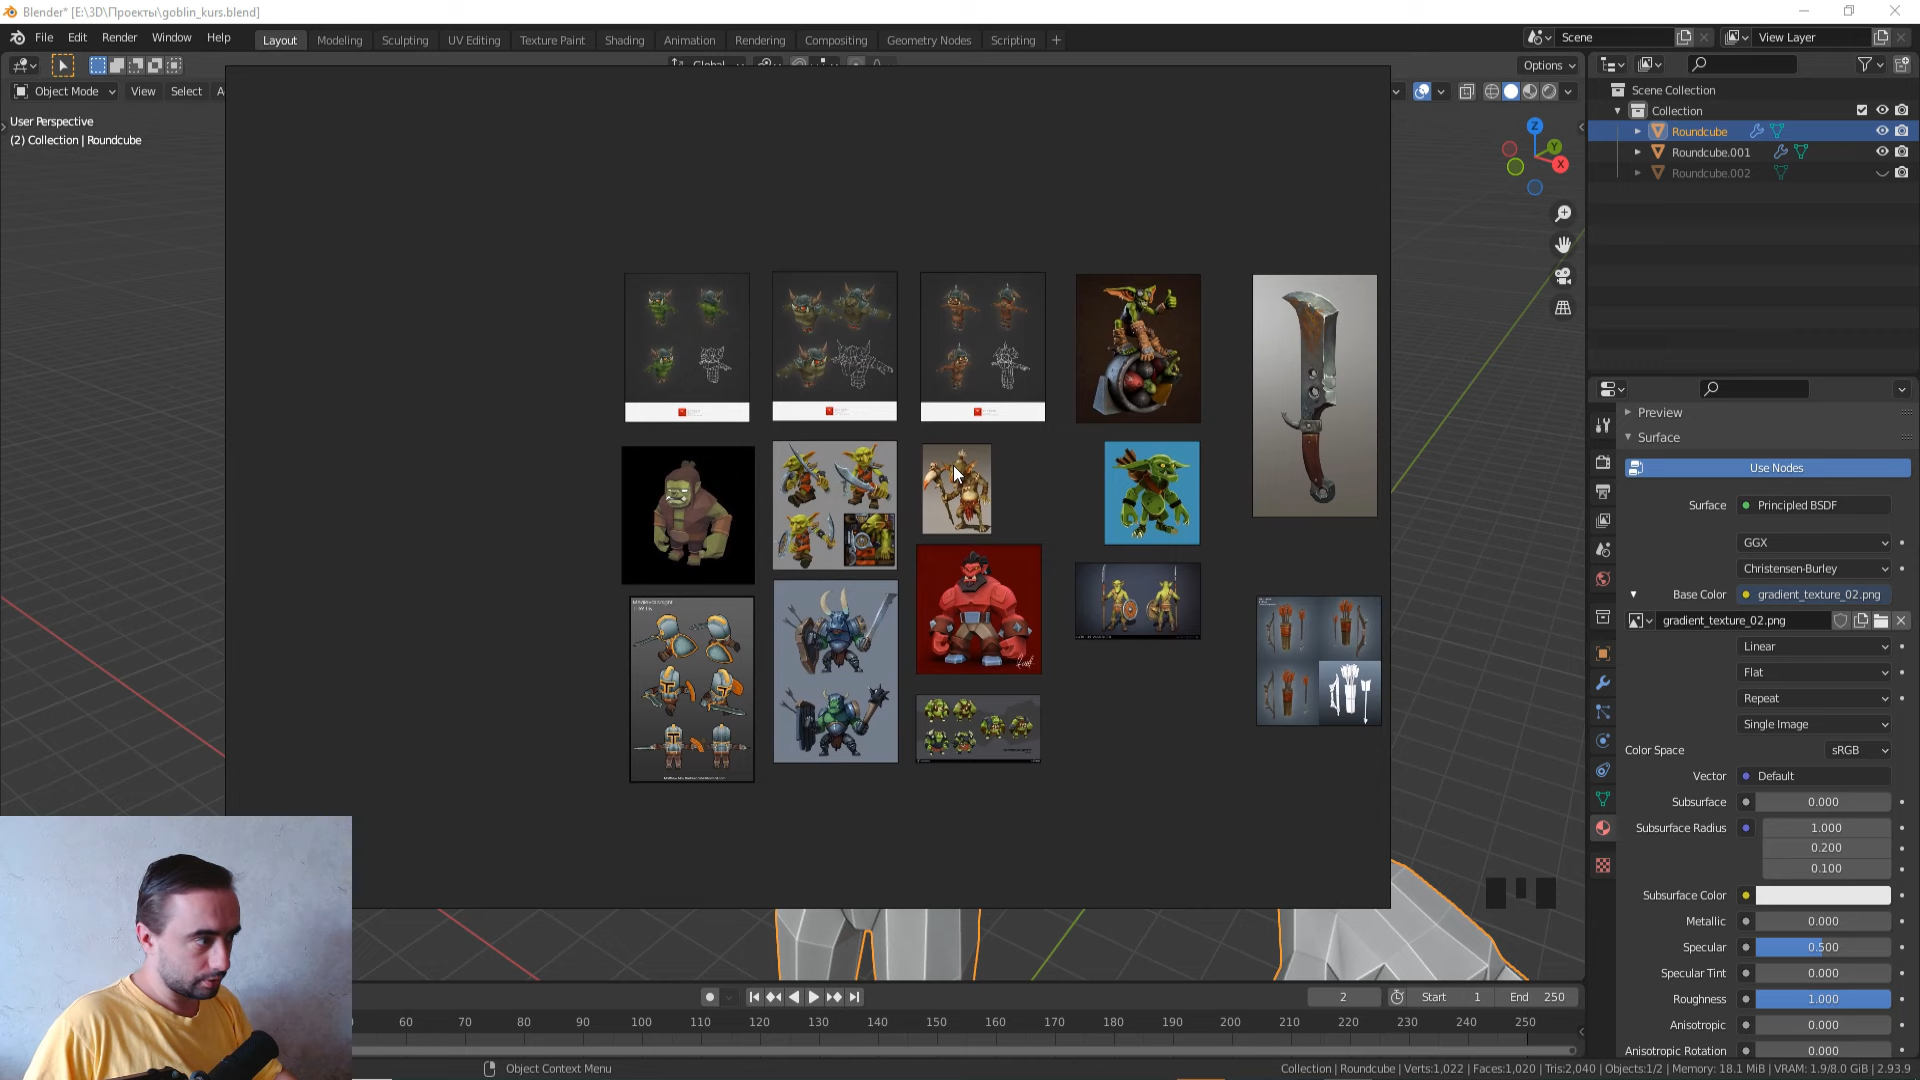 Blender* [E:\3D\Проекты\goblin_kurs.blend]
File Edit Render Window Help
Layout Modeling Sculpting UV Editing Texture Paint Shading Animation Rendering Compositing Geometry Nodes Scripting +
Scene
View Layer
Global
Options
Object Mode View Select
User Perspective
(2) Collection | Roundcube
Z
Y
X
Scene Collection
Collection
Roundcube
Roundcube.001
Roundcube.002
Preview
Surface
Use Nodes
Surface Principled BSDF
GGX
Christensen-Burley
Base Color gradient_texture_02.png
gradient_texture_02.png
Linear
Flat
Repeat
Single Image
Color Space sRGB
Vector Default
Subsurface 0.000
Subsurface Radius 1.000
0.200
0.100
Subsurface Color
Metallic 0.000
Specular 0.500
Specular Tint 0.000
Roughness 1.000
Anisotropic 0.000
Anisotropic Rotation 0.000
2 Start 1 End 250
60 70 80 90 100 110 120 130 140 150 160 170 180 190 200 210 220 230 240 250
Object Context Menu
Collection | Roundcube | Verts:1,022 | Faces:1,020 | Tris:2,040 | Objects:1/2 | Memory: 18.1 MiB | VRAM: 1.9/8.0 GiB | 2.93.9